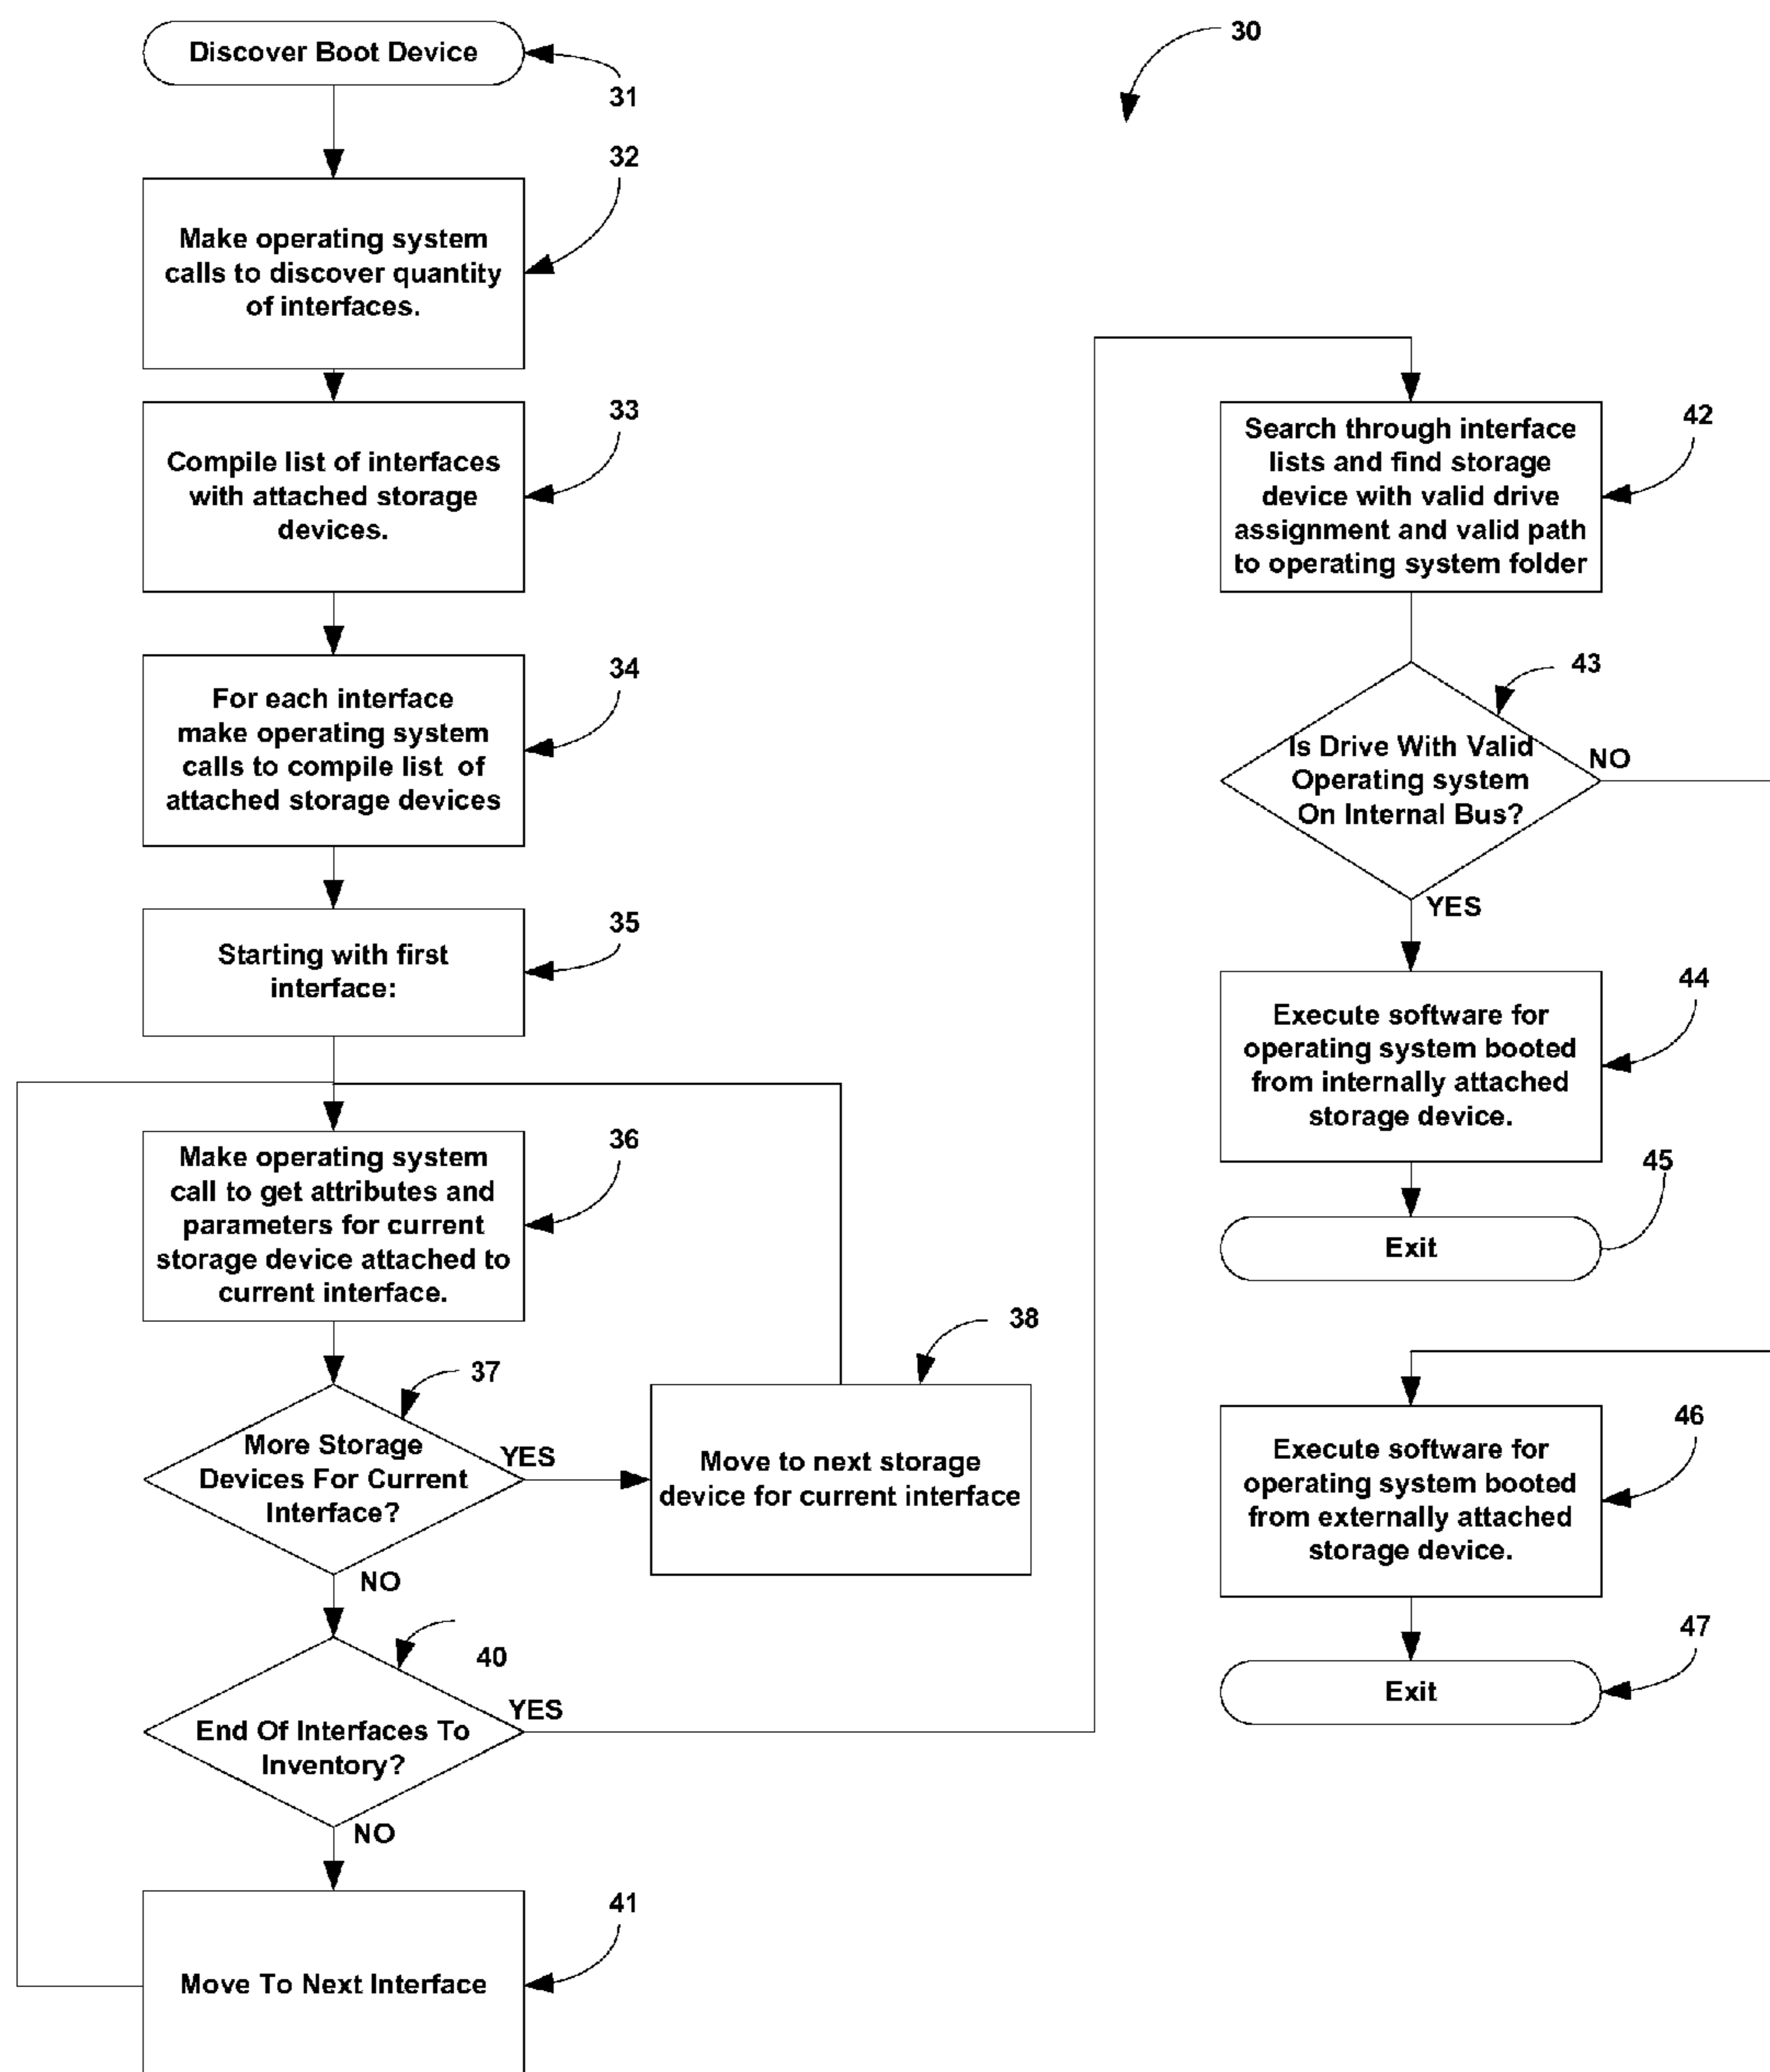 Discover Boot Device
31
30
32
Make operating system
calls to discover quantity
of interfaces.
33
Compile list of interfaces
with attached storage
devices.
34
For each interface
make operating system
calls to compile list of
attached storage devices
35
Starting with first
interface:
36
Make operating system
call to get attributes and
parameters for current
storage device attached to
current interface.
37
More Storage
Devices For Current
Interface?
YES
NO
38
Move to next storage
device for current interface
40
End Of Interfaces To
Inventory?
YES
NO
41
Move To Next Interface
42
Search through interface
lists and find storage
device with valid drive
assignment and valid path
to operating system folder
43
Is Drive With Valid
Operating system
On Internal Bus?
NO
YES
44
Execute software for
operating system booted
from internally attached
storage device.
45
Exit
46
Execute software for
operating system booted
from externally attached
storage device.
47
Exit